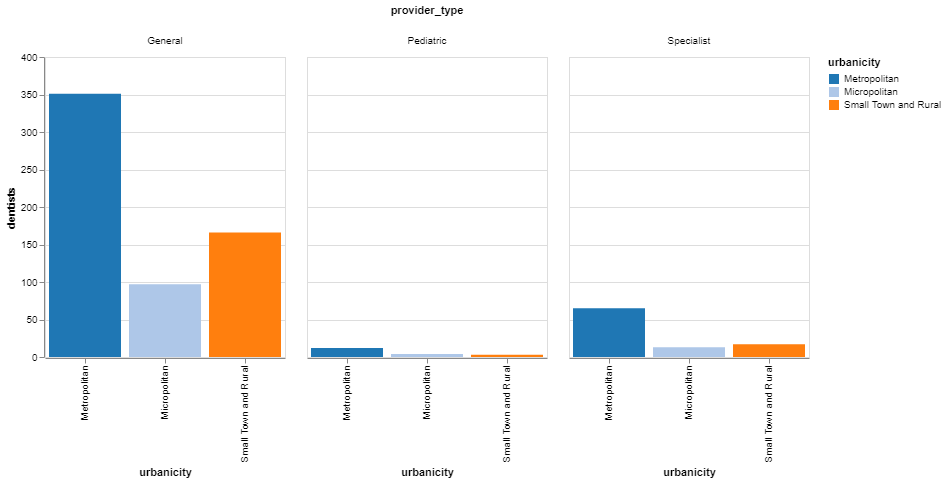 provider_type
General
Pediatric
Specialist
urbanicity
Metropolitan
Micropolitan
Small Town and Rural
dentists
400
350
300
250
200
150
100
50
0
Metropolitan
Micropolitan
Small Town and Rural
Metropolitan
Micropolitan
Small Town and Rural
Metropolitan
Micropolitan
Small Town and Rural
urbanicity
urbanicity
urbanicity